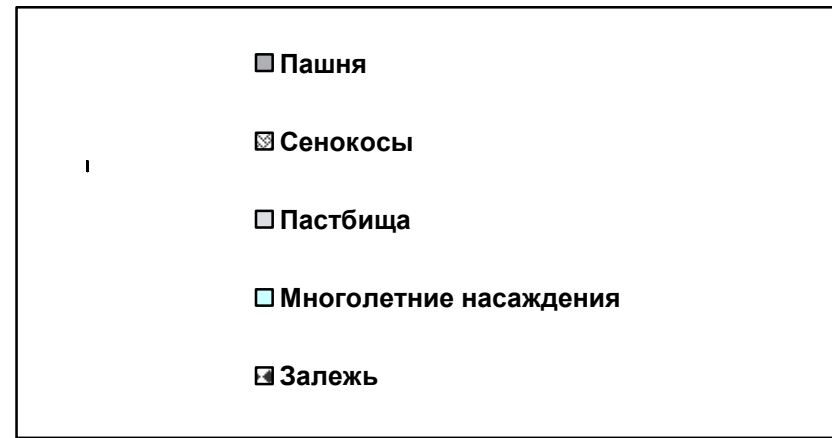 Пашня
Сенокосы
Пастбища
Многолетние насаждения
Залежь